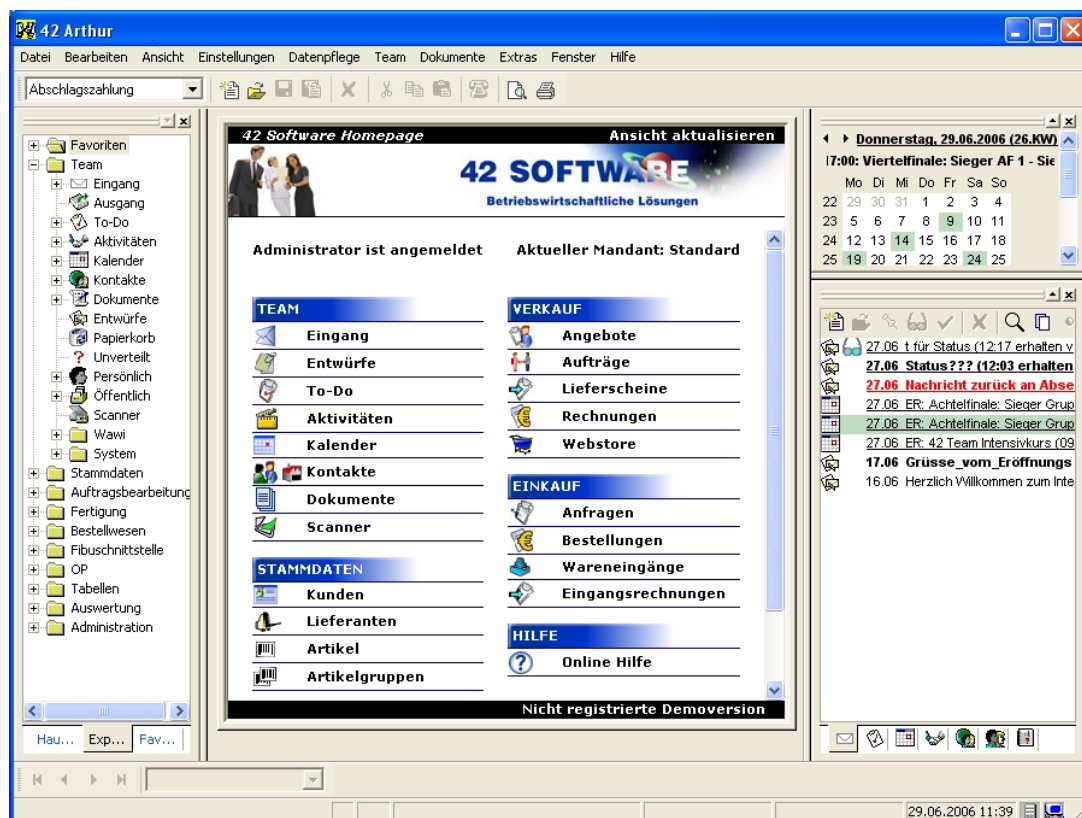 42 Arthur
Datei Bearbeiten Ansicht Einstellungen Datenpflege Team Dokumente Extras Fenster Hilfe
Abschlagszahlung
Favoriten
Team
Eingang
Ausgang
To-Do
Aktivitäten
Kalender
Kontakte
Dokumente
Entwürfe
Papierkorb
Unverteilt
Persönlich
Öffentlich
Scanner
Wawi
System
Stammdaten
Auftragsbearbeitung
Fertigung
Bestellwesen
Fibuschnittstelle
OP
Tabellen
Auswertung
Administration
Hau... Exp... Fav...
42 Software Homepage Ansicht aktualisieren
42 SOFTWARE
Betriebswirtschaftliche Lösungen
Administrator ist angemeldet Aktueller Mandant: Standard
TEAM
Eingang
Entwürfe
To-Do
Aktivitäten
Kalender
Kontakte
Dokumente
Scanner
STAMMDATEN
Kunden
Lieferanten
Artikel
Artikelgruppen
VERKAUF
Angebote
Aufträge
Lieferscheine
Rechnungen
Webstore
EINKAUF
Anfragen
Bestellungen
Wareneingänge
Eingangsrechnungen
HILFE
Online Hilfe
Nicht registrierte Demoversion
Donnerstag, 29.06.2006 (26.KW)
17:00: Viertelfinale: Sieger AF 1 - Sie
Mo Di Mi Do Fr Sa So
22 29 30 31 1 2 3 4
23 5 6 7 8 9 10 11
24 12 13 14 15 16 17 18
25 19 20 21 22 23 24 25
27.06 t für Status (12:17 erhalten v
27.06 Status??? (12:03 erhalten
27.06 Nachricht zurück an Abse
27.06 ER: Achtelfinale: Sieger Grup
27.06 ER: Achtelfinale: Sieger Grup
27.06 ER: 42 Team Intensivkurs (09
17.06 Grüsse_vom_Eröffnungs
16.06 Herzlich Willkommen zum Inte
29.06.2006 11:39